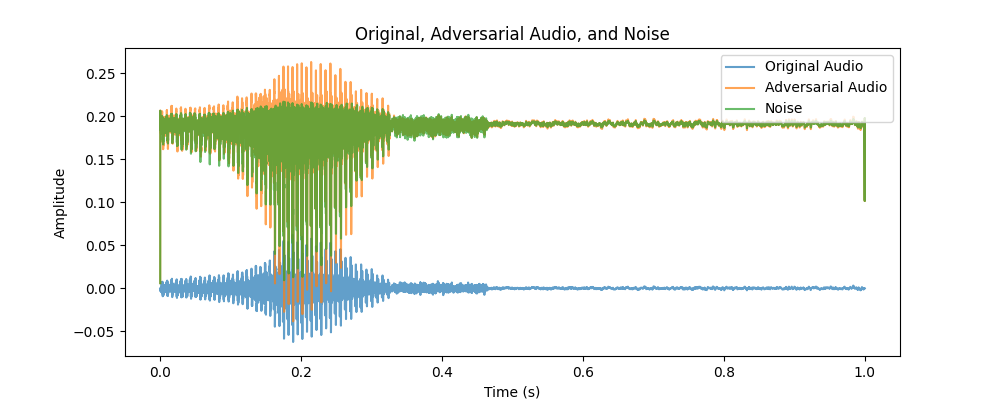 Original, Adversarial Audio, and Noise
Original Audio
Adversarial Audio
Noise
0.25
0.20
0.15
0.10
0.05
0.00
−0.05
Amplitude
0.0
0.2
0.4
0.6
0.8
1.0
Time (s)